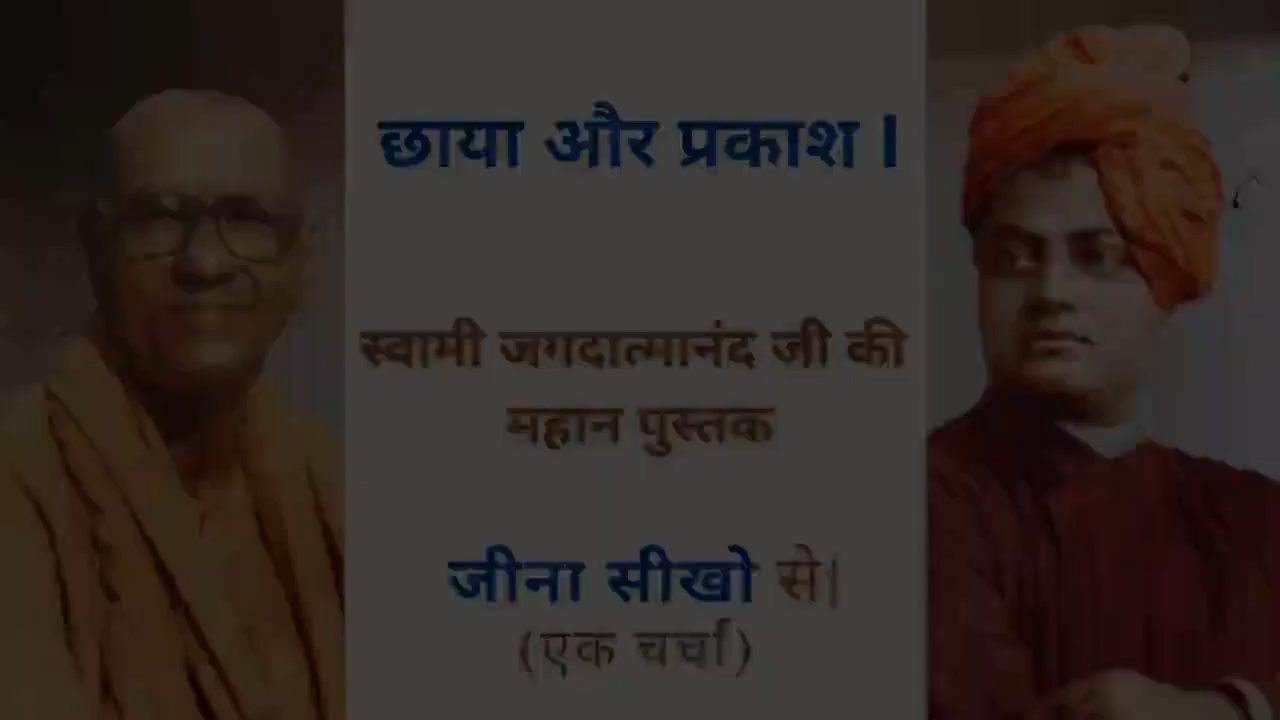 छाया और प्रकाश ।
स्वामी जगदात्मानंद जी की
महान पुस्तक
जीना सीखो से|
(एक चर्चा)